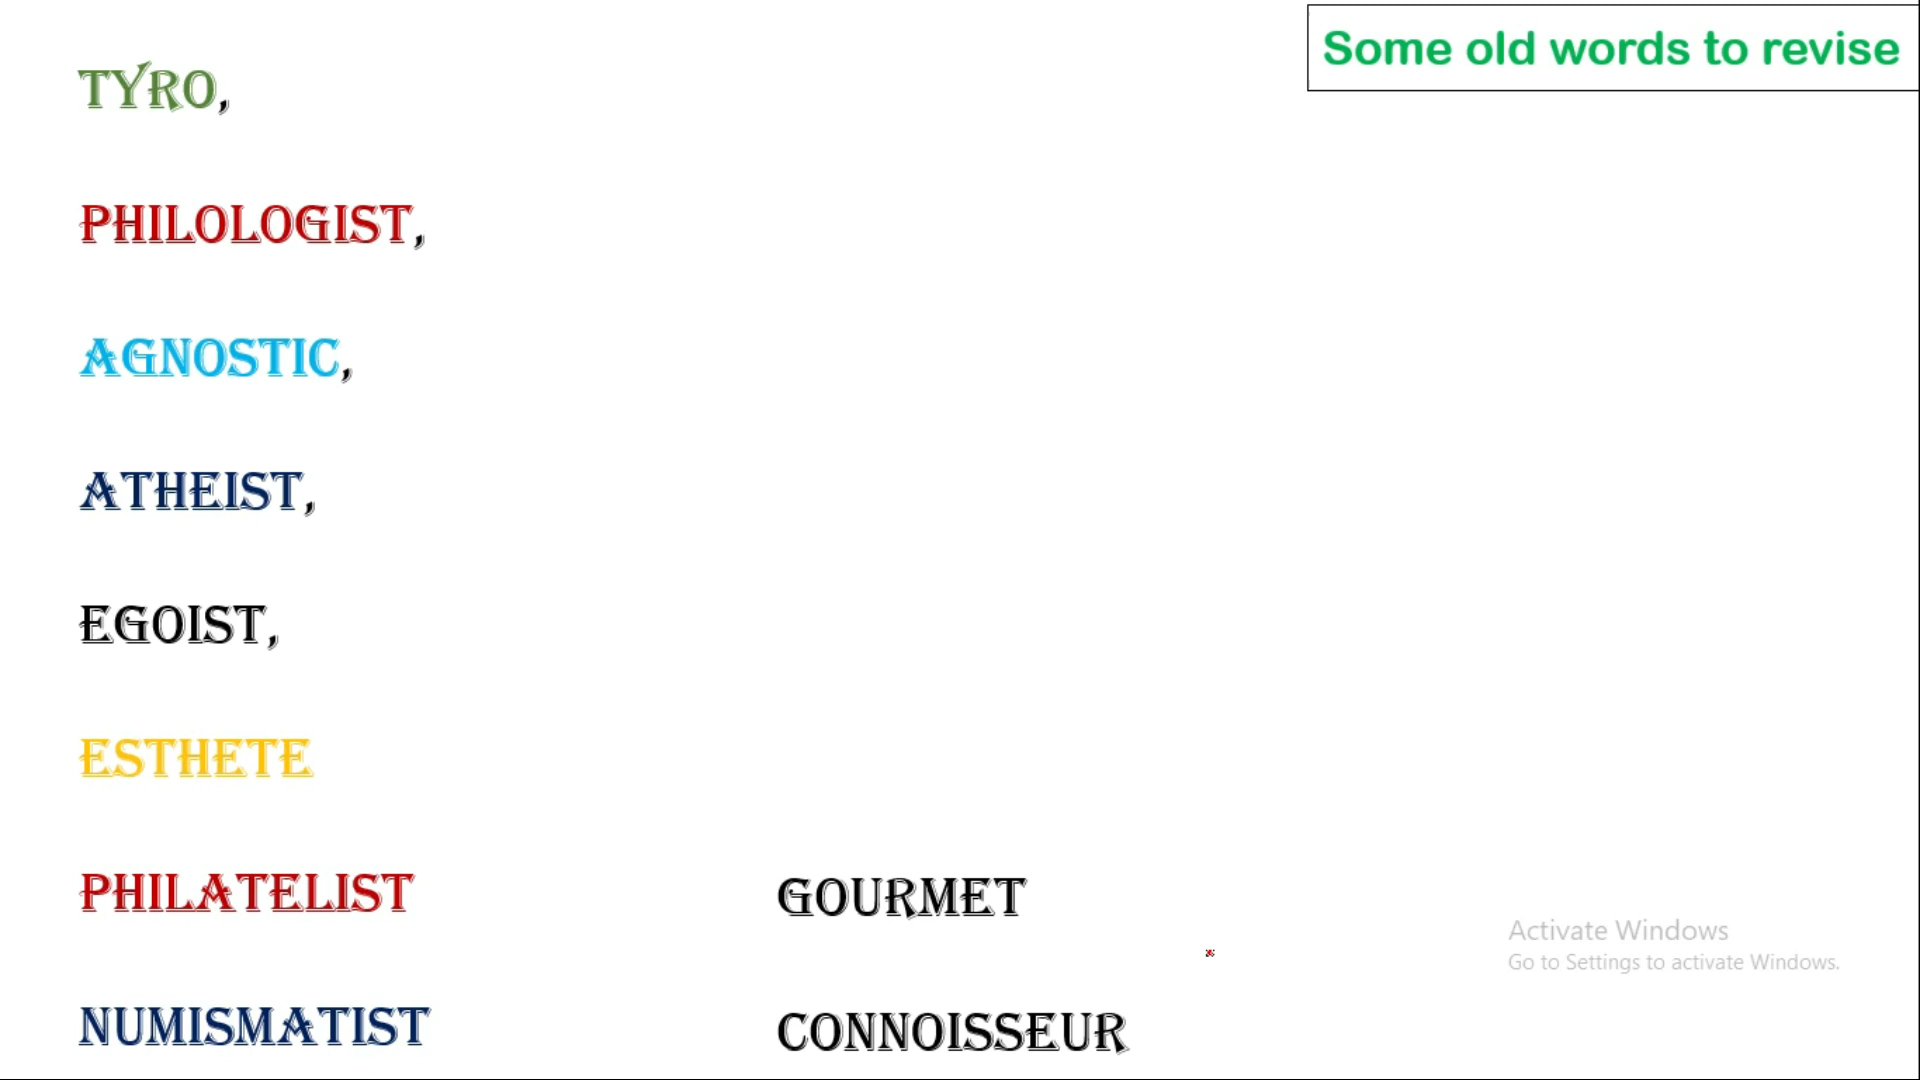 Some old words to revise
TYRO,
PHILOLOGIST,
AGNOSTIC,
ATHEIST,
EGOIST,
ESTHETE
PHILATELIST
GOURMET
NUMISMATIST
CONNOISSEUR
Activate Windows
Go to Settings to activate Windows.